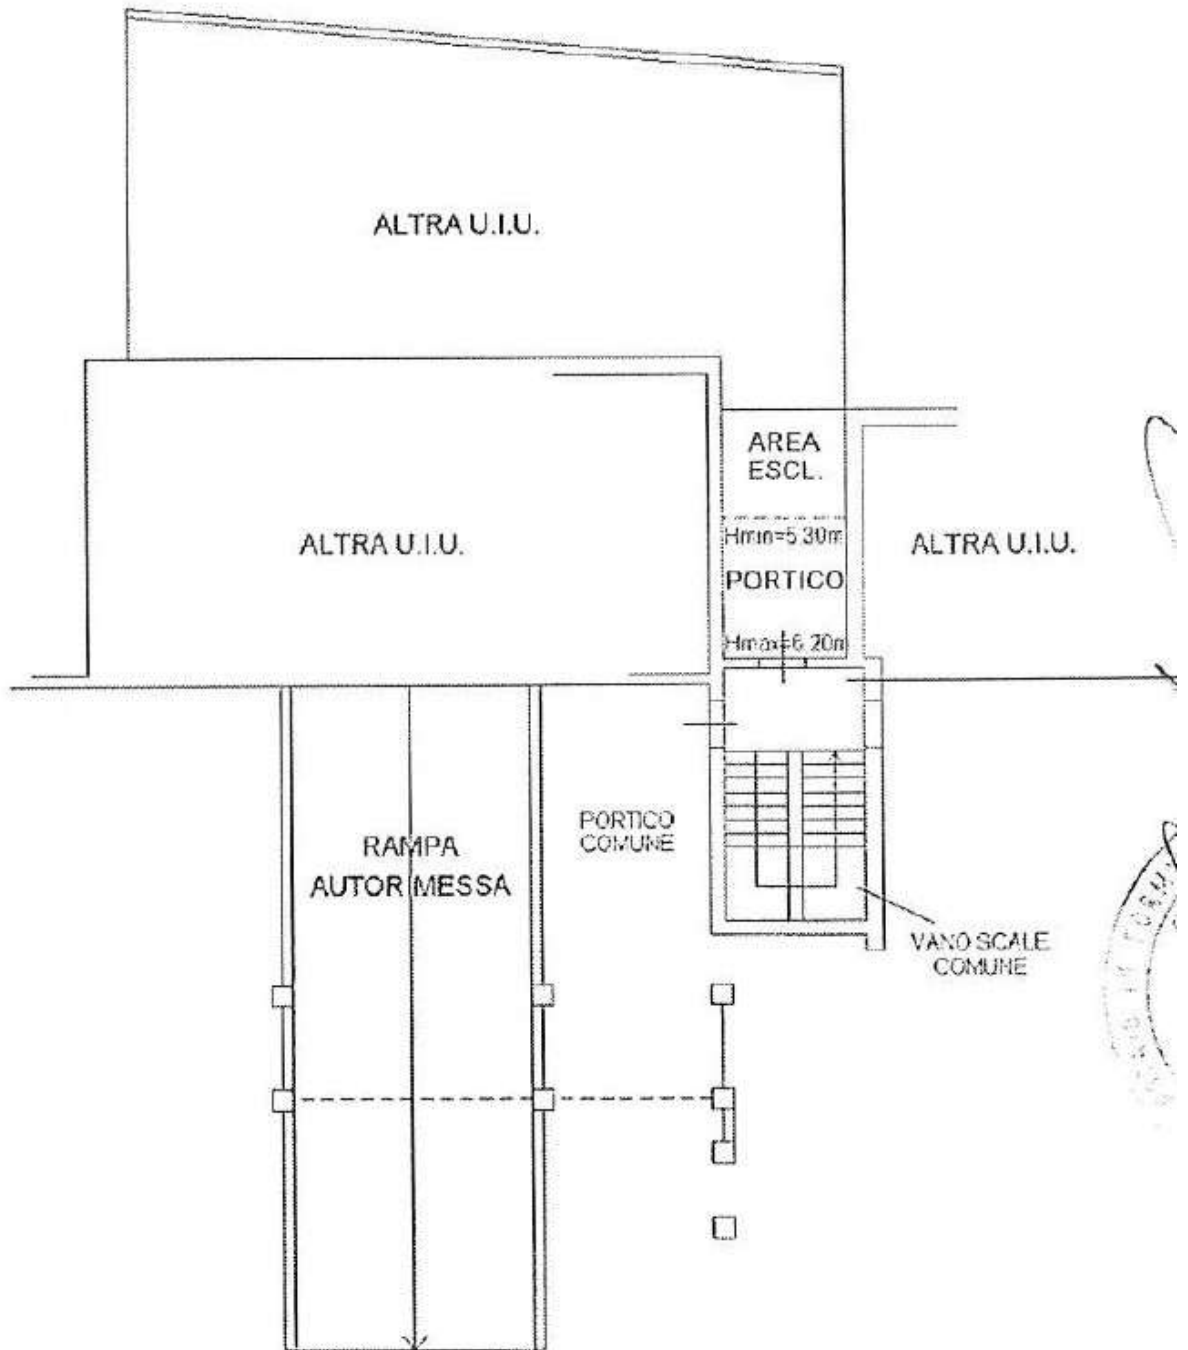 ALTRA U.I.U.
AREA
ESCL.
Hmin=5.30m
ALTRA U.I.U.
ALTRA U.I.U.
PORTICO
Hmax=6.20m
PORTICO
COMUNE
RAMPA
AUTORIMESSA
VANO SCALE
COMUNE